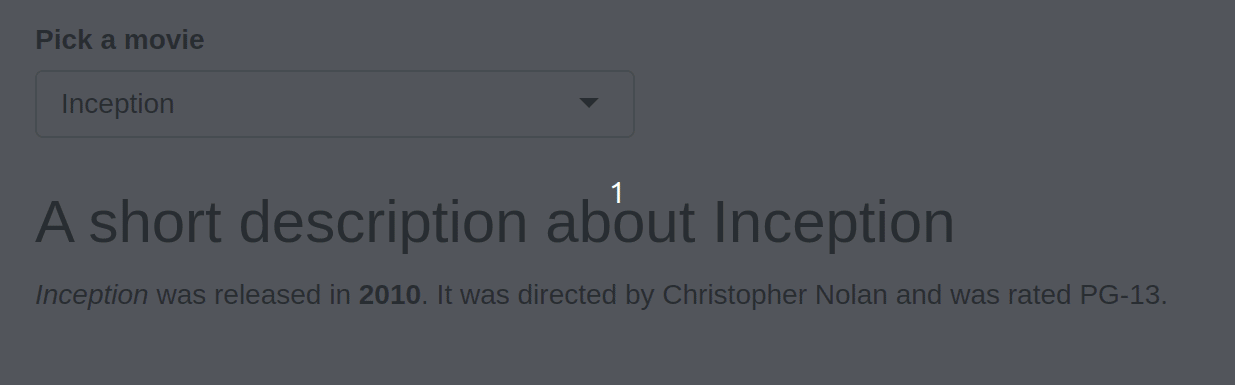 Pick a movie
Inception
1
A short description about Inception
Inception was released in 2010. It was directed by Christopher Nolan and was rated PG-13.